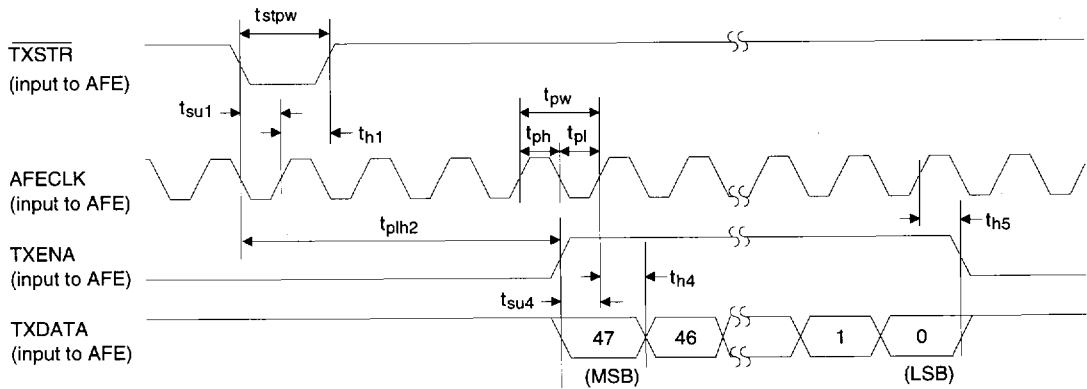 tstpw
TXSTR
(input to AFE)
tsu1
th1
tpw
tph
tpl
AFECLK
(input to AFE)
tplh2
th5
TXENA
(input to AFE)
tsu4
th4
TXDATA
(input to AFE)
47
46
1
0
(MSB)
(LSB)